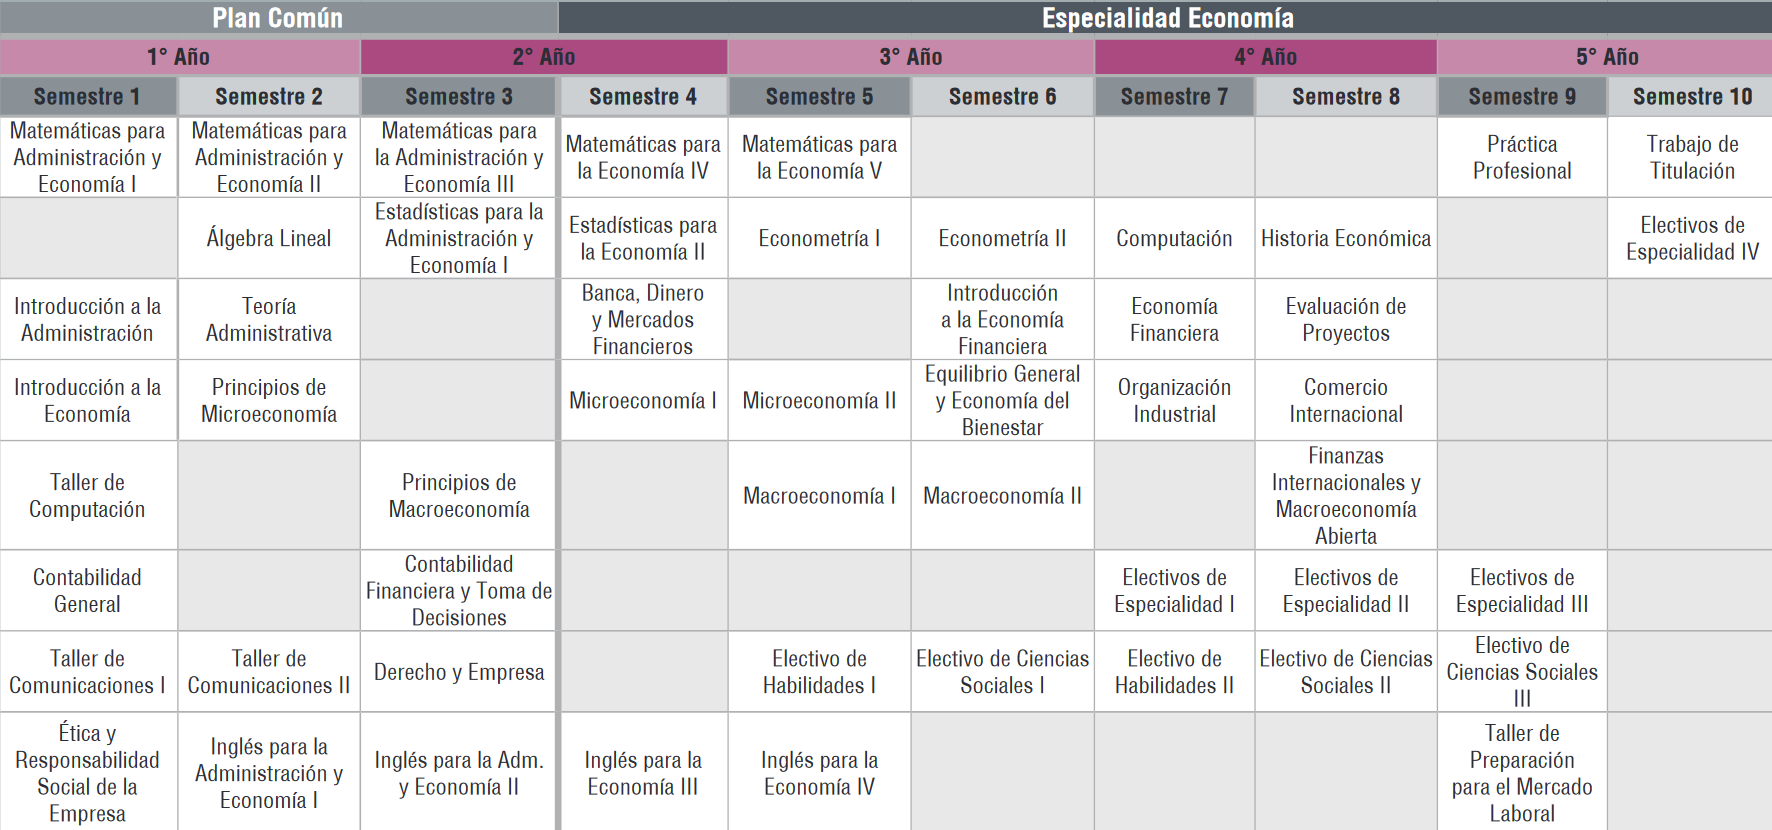 Plan Común
Especialidad Economía
1° Año
2° Año
3° Año
4° Año
5° Año
Semestre 1
Semestre 2
Semestre 3
Semestre 4
Semestre 5
Semestre 6
Semestre 7
Semestre 8
Semestre 9
Semestre 10
Matemáticas para
Administración y
Economía I
Matemáticas para
Administración y
Economía II
Matemáticas para
la Administración y
Economía III
Matemáticas para
la Economía IV
Matemáticas para
la Economía V
Práctica
Profesional
Trabajo de
Titulación
Álgebra Lineal
Estadísticas para la
Administración y
Economía I
Estadísticas para
la Economía II
Econometría I
Econometría II
Computación
Historia Económica
Electivos de
Especialidad IV
Introducción a la
Administración
Teoría
Administrativa
Banca, Dinero
y Mercados
Financieros
Introducción
a la Economía
Financiera
Economía
Financiera
Evaluación de
Proyectos
Introducción a la
Economía
Principios de
Microeconomía
Microeconomía I
Microeconomía II
Equilibrio General
y Economía del
Bienestar
Organización
Industrial
Comercio
Internacional
Taller de
Computación
Principios de
Macroeconomía
Macroeconomía I
Macroeconomía II
Finanzas
Internacionales y
Macroeconomía
Abierta
Contabilidad
General
Contabilidad
Financiera y Toma de
Decisiones
Electivos de
Especialidad I
Electivos de
Especialidad II
Electivos de
Especialidad III
Taller de
Comunicaciones I
Taller de
Comunicaciones II
Derecho y Empresa
Electivo de
Habilidades I
Electivo de Ciencias
Sociales I
Electivo de
Habilidades II
Electivo de Ciencias
Sociales II
Electivo de
Ciencias Sociales
III
Ética y
Responsabilidad
Social de la
Empresa
Inglés para la
Administración y
Economía I
Inglés para la Adm.
y Economía II
Inglés para la
Economía III
Inglés para la
Economía IV
Taller de
Preparación
para el Mercado
Laboral